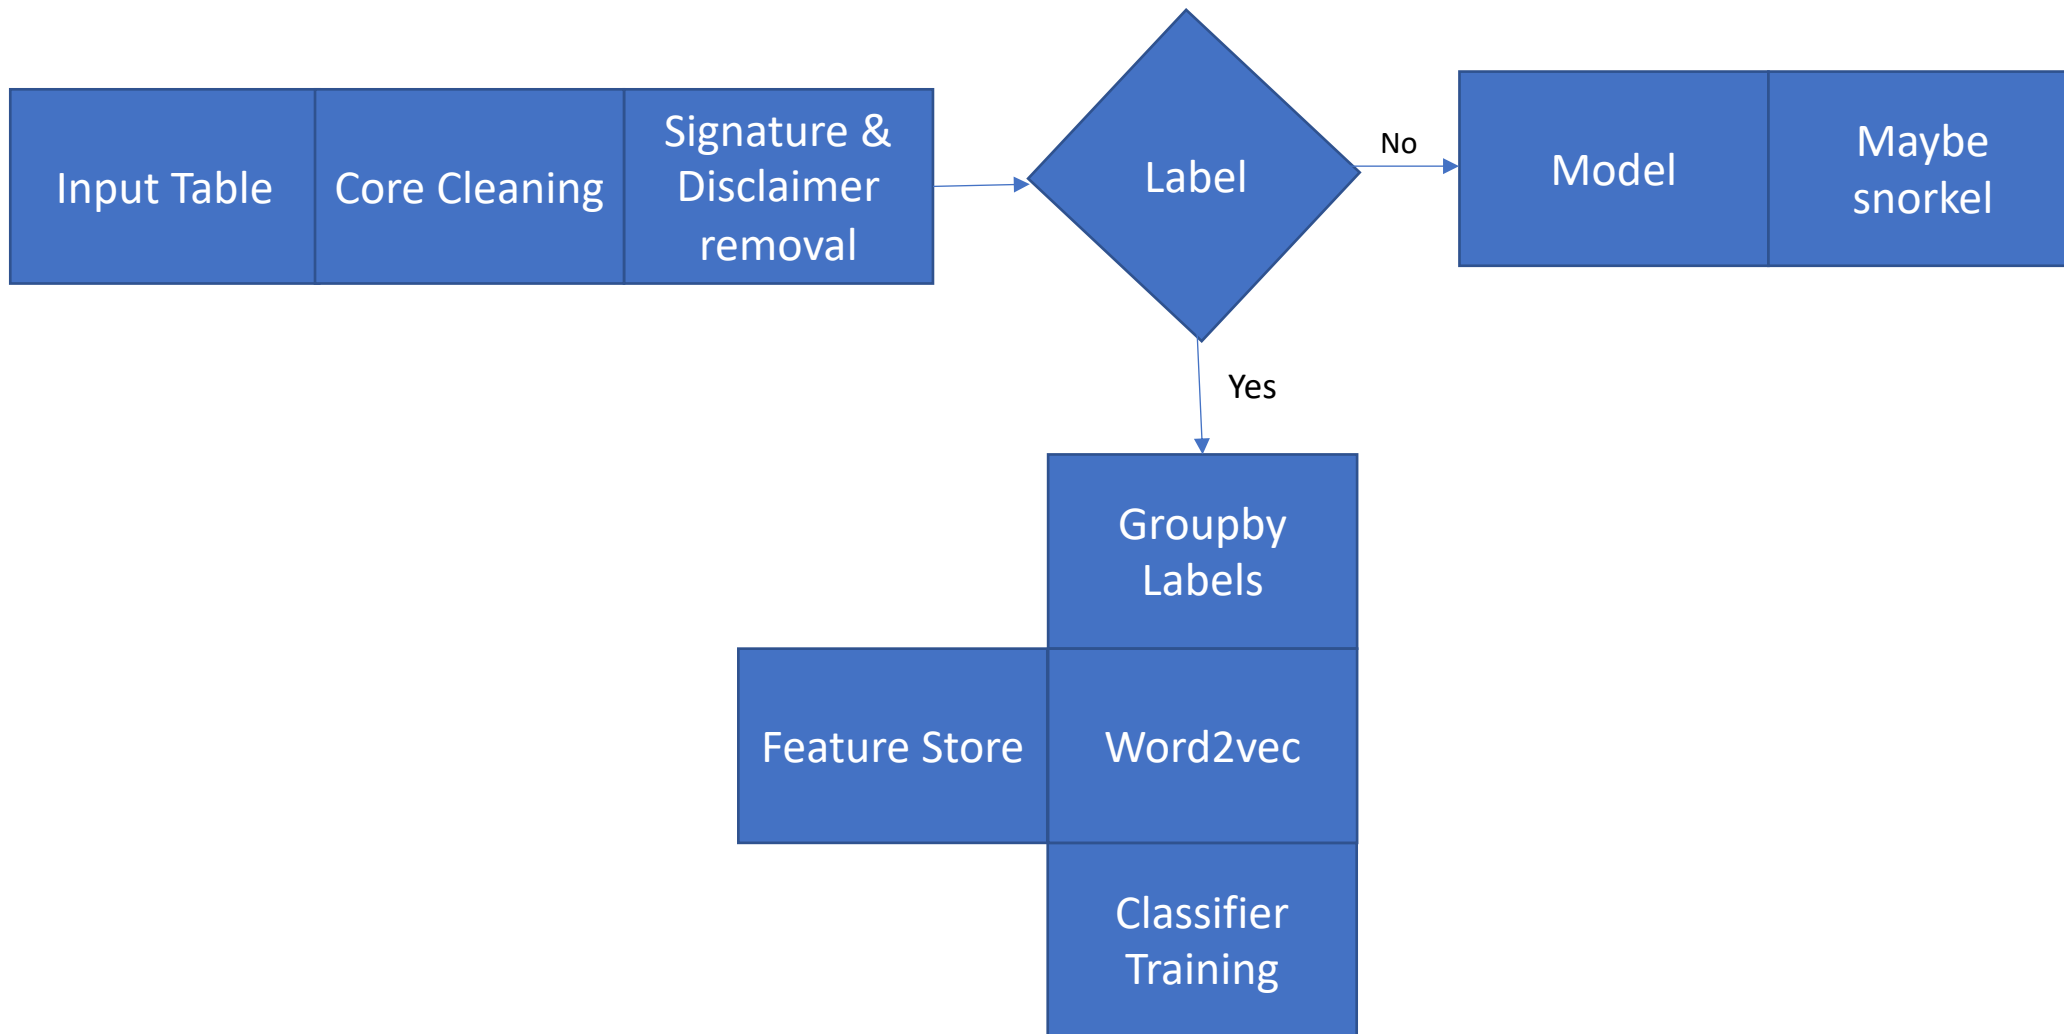 Input Table
Core Cleaning
Signature &
Disclaimer
removal
Label
No
Model
Maybe
snorkel
Yes
Groupby
Labels
Feature Store
Word2vec
Classifier
Training